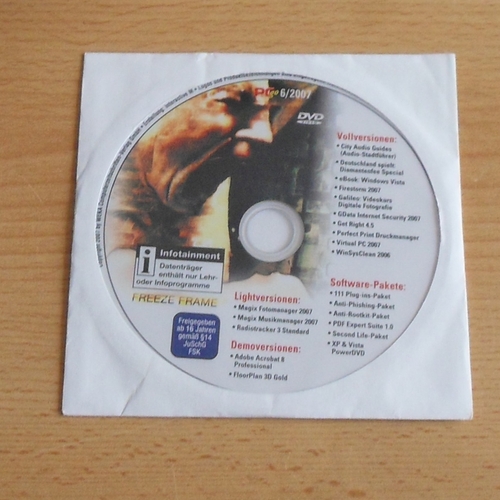 PCgo 6/2007
DVD
Vollversionen:
• City Audio Guides
(Audio-Stadtführer)
• Deutschland spielt:
Diamantenfee Special
• eBook: Windows Vista
• Firestorm 2007
• Galileo: Videokurs
Digitale Fotografie
• GData Internet Security 2007
• Get Right 4.5
• Perfect Print Druckmanager
• Virtual PC 2007
• WinSysClean 2006
Software-Pakete:
• 111 Plug-ins-Paket
• Anti-Phishing-Paket
• Anti-Rootkit-Paket
• PDF Expert Suite 1.0
• Second Life-Paket
• XP & Vista
PowerDVD
i Infotainment
Datenträger
enthält nur Lehr-
oder Infoprogramme
FREEZE FRAME
Freigegeben
ab 16 Jahren
gemäß §14
JuSchG
FSK
Lightversionen:
• Magix Fotomanager 2007
• Magix Musikmanager 2007
• Radiotracker 3 Standard
Demoversionen:
• Adobe Acrobat 8
Professional
• FloorPlan 3D Gold